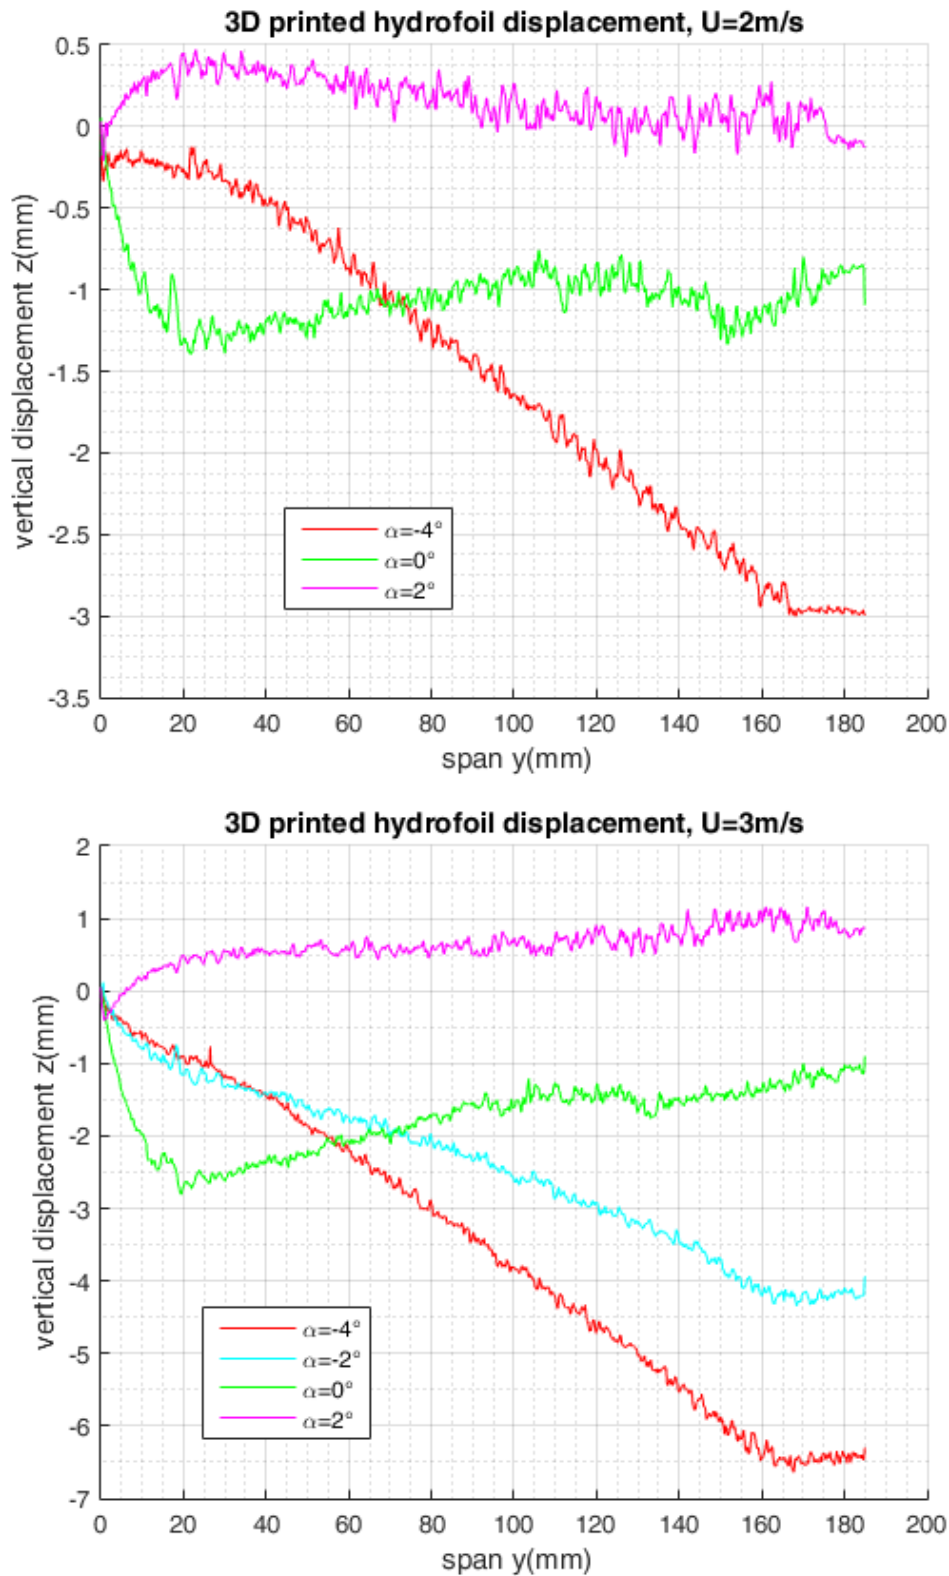 3D printed hydrofoil displacement, U=2m/s
0.5
0
-0.5
-1
-1.5
-2
-2.5
-3
-3.5
vertical displacement z(mm)
α=-4°
α=0°
α=2°
0 20 40 60 80 100 120 140 160 180 200
span y(mm)
3D printed hydrofoil displacement, U=3m/s
2
1
0
-1
-2
-3
-4
-5
-6
-7
vertical displacement z(mm)
α=-4°
α=-2°
α=0°
α=2°
0 20 40 60 80 100 120 140 160 180 200
span y(mm)